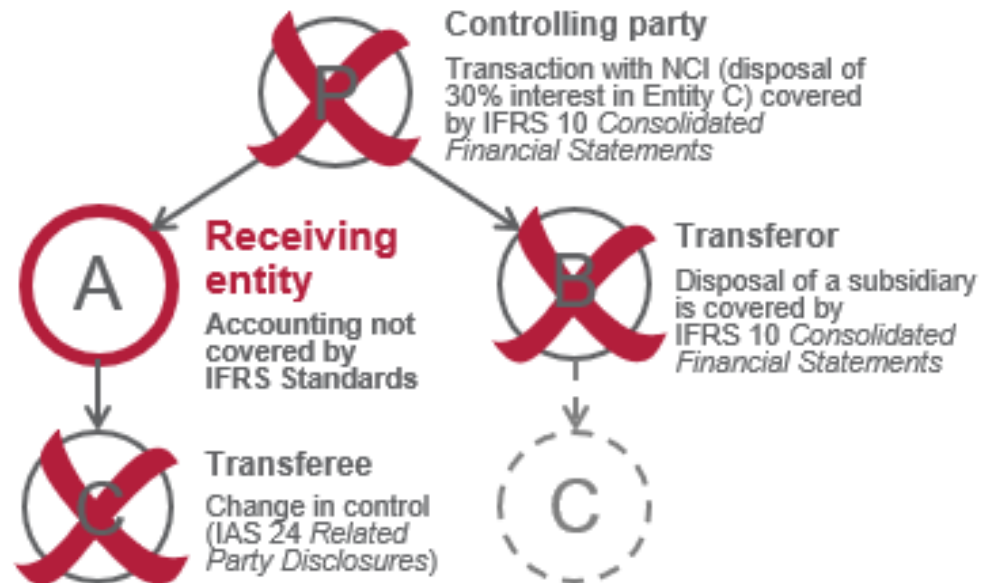 P
Controlling party
Transaction with NCI (disposal of
30% interest in Entity C) covered
by IFRS 10 Consolidated
Financial Statements
A
Receiving
entity
Accounting not
covered by
IFRS Standards
B
Transferor
Disposal of a subsidiary
is covered by
IFRS 10 Consolidated
Financial Statements
C
Transferee
Change in control
(IAS 24 Related
Party Disclosures)
C